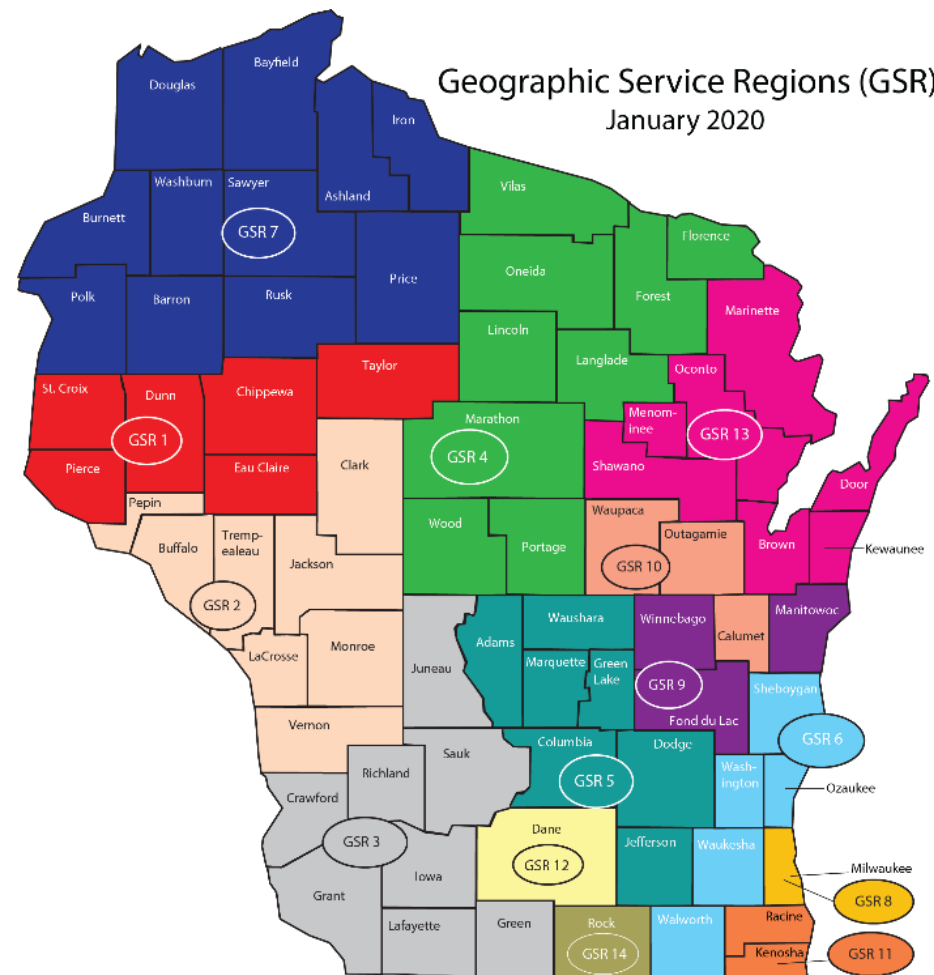 Geographic Service Regions (GSR)
January 2020
Douglas
Bayfield
Iron
Ashland
Washburn
Sawyer
Burnett
GSR 7
Polk
Barron
Rusk
Price
Vilas
Florence
Oneida
Forest
Marinette
Lincoln
Langlade
Oconto
Taylor
St. Croix
Dunn
Chippewa
GSR 1
Pierce
Eau Claire
Marathon
GSR 4
Menom-
inee
GSR 13
Shawano
Clark
Door
Pepin
Buffalo
Tremp-
ealeau
Jackson
Wood
Portage
Waupaca
Outagamie
GSR 10
Brown
Kewaunee
GSR 2
LaCrosse
Monroe
Juneau
Adams
Waushara
Marquette
Green
Lake
Winnebago
Calumet
Manitowoc
GSR 9
Fond du Lac
Sheboygan
GSR 6
Vernon
Richland
Sauk
Columbia
Dodge
GSR 5
Wash-
ington
Ozaukee
Crawford
GSR 3
Iowa
Grant
Lafayette
Green
Dane
GSR 12
Jefferson
Waukesha
Milwaukee
GSR 8
Rock
GSR 14
Walworth
Racine
Kenosha
GSR 11